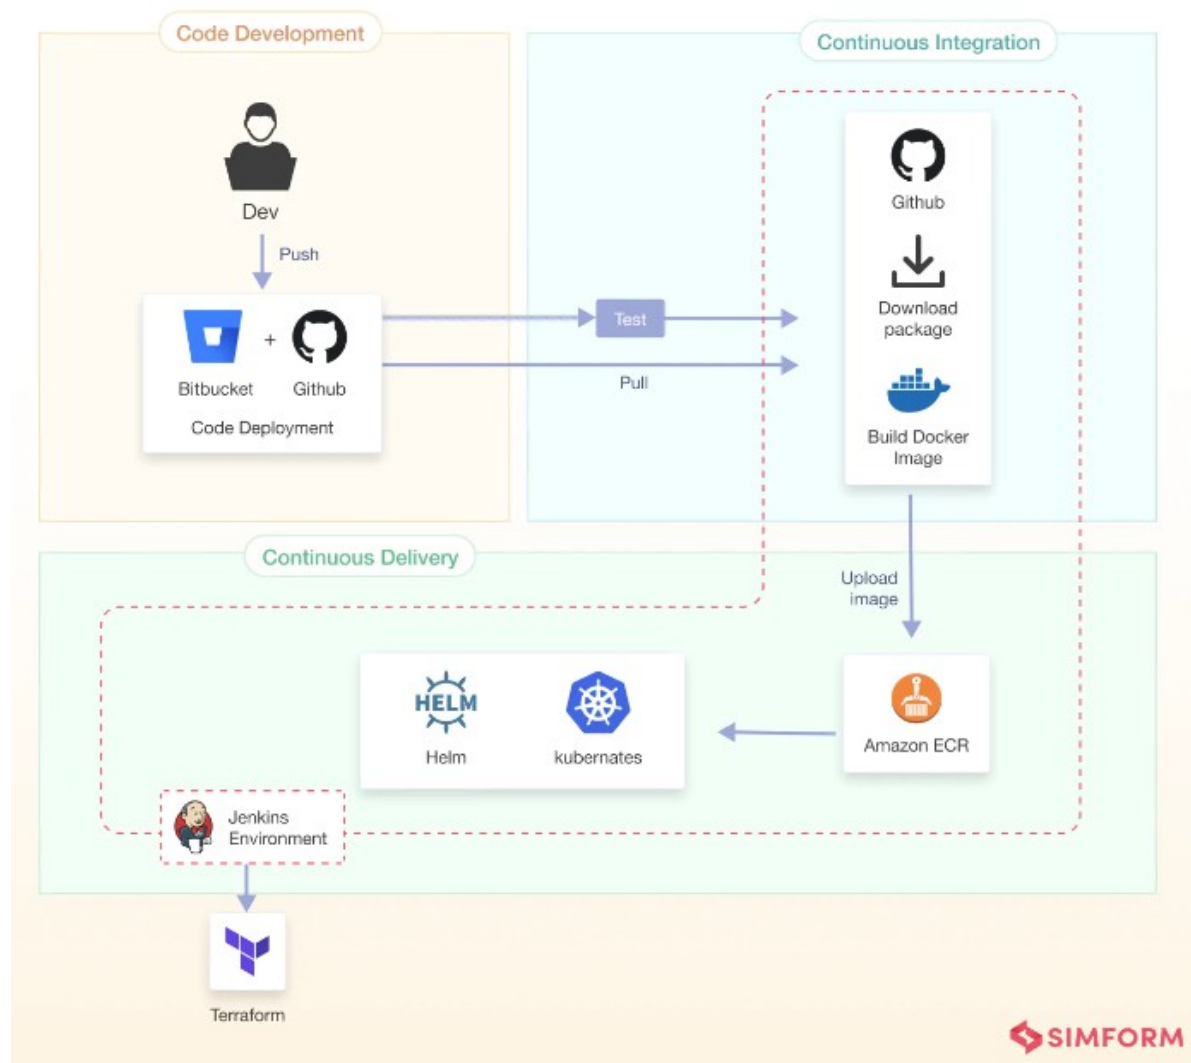 Code Development
Continuous Integration
Dev
Push
Bitbucket
+
Github
Code Deployment
Test
Pull
Github
Download
package
Build Docker
Image
Continuous Delivery
Upload
image
HELM
Helm
kubernates
Amazon ECR
Jenkins
Environment
Terraform
SIMFORM